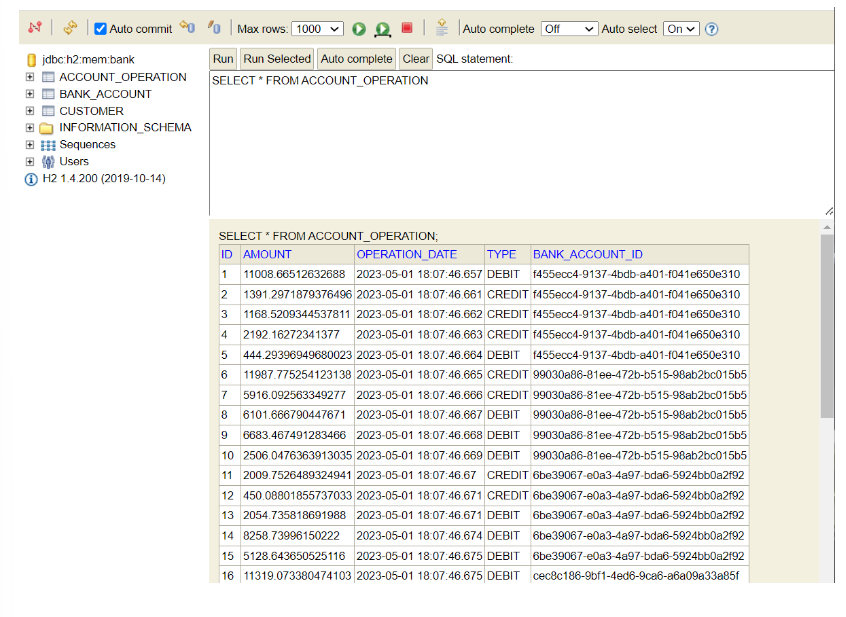 Auto commit Max rows: 1000 Auto complete Off Auto select On ?
jdbc:h2:mem:bank
ACCOUNT_OPERATION
BANK_ACCOUNT
CUSTOMER
INFORMATION_SCHEMA
Sequences
Users
H2 1.4.200 (2019-10-14)
Run Run Selected Auto complete Clear SQL statement:
SELECT * FROM ACCOUNT_OPERATION
SELECT * FROM ACCOUNT_OPERATION;
ID AMOUNT OPERATION_DATE TYPE BANK_ACCOUNT_ID
1 11008.66512632688 2023-05-01 18:07:46.657 DEBIT f455ecc4-9137-4bdb-a401-f041e650e310
2 1391.2971879376496 2023-05-01 18:07:46.661 CREDIT f455ecc4-9137-4bdb-a401-f041e650e310
3 1168.5209344537811 2023-05-01 18:07:46.662 CREDIT f455ecc4-9137-4bdb-a401-f041e650e310
4 2192.16272341377 2023-05-01 18:07:46.663 CREDIT f455ecc4-9137-4bdb-a401-f041e650e310
5 444.29396949680023 2023-05-01 18:07:46.664 DEBIT f455ecc4-9137-4bdb-a401-f041e650e310
6 11987.775254123138 2023-05-01 18:07:46.665 CREDIT 99030a86-81ee-472b-b515-98ab2bc015b5
7 5916.092563349277 2023-05-01 18:07:46.666 CREDIT 99030a86-81ee-472b-b515-98ab2bc015b5
8 6101.666790447671 2023-05-01 18:07:46.667 DEBIT 99030a86-81ee-472b-b515-98ab2bc015b5
9 6683.467491283466 2023-05-01 18:07:46.668 DEBIT 99030a86-81ee-472b-b515-98ab2bc015b5
10 2506.0476363913035 2023-05-01 18:07:46.669 DEBIT 99030a86-81ee-472b-b515-98ab2bc015b5
11 2009.7526489324941 2023-05-01 18:07:46.67 CREDIT 6be39067-e0a3-4a97-bda6-5924bb0a2f92
12 450.08801855737033 2023-05-01 18:07:46.671 CREDIT 6be39067-e0a3-4a97-bda6-5924bb0a2f92
13 2054.735818691988 2023-05-01 18:07:46.671 DEBIT 6be39067-e0a3-4a97-bda6-5924bb0a2f92
14 8258.73996150222 2023-05-01 18:07:46.674 DEBIT 6be39067-e0a3-4a97-bda6-5924bb0a2f92
15 5128.643650525116 2023-05-01 18:07:46.675 DEBIT 6be39067-e0a3-4a97-bda6-5924bb0a2f92
16 11319.073380474103 2023-05-01 18:07:46.675 DEBIT cec8c186-9bf1-4ed6-9ca6-a6a09a33a85f